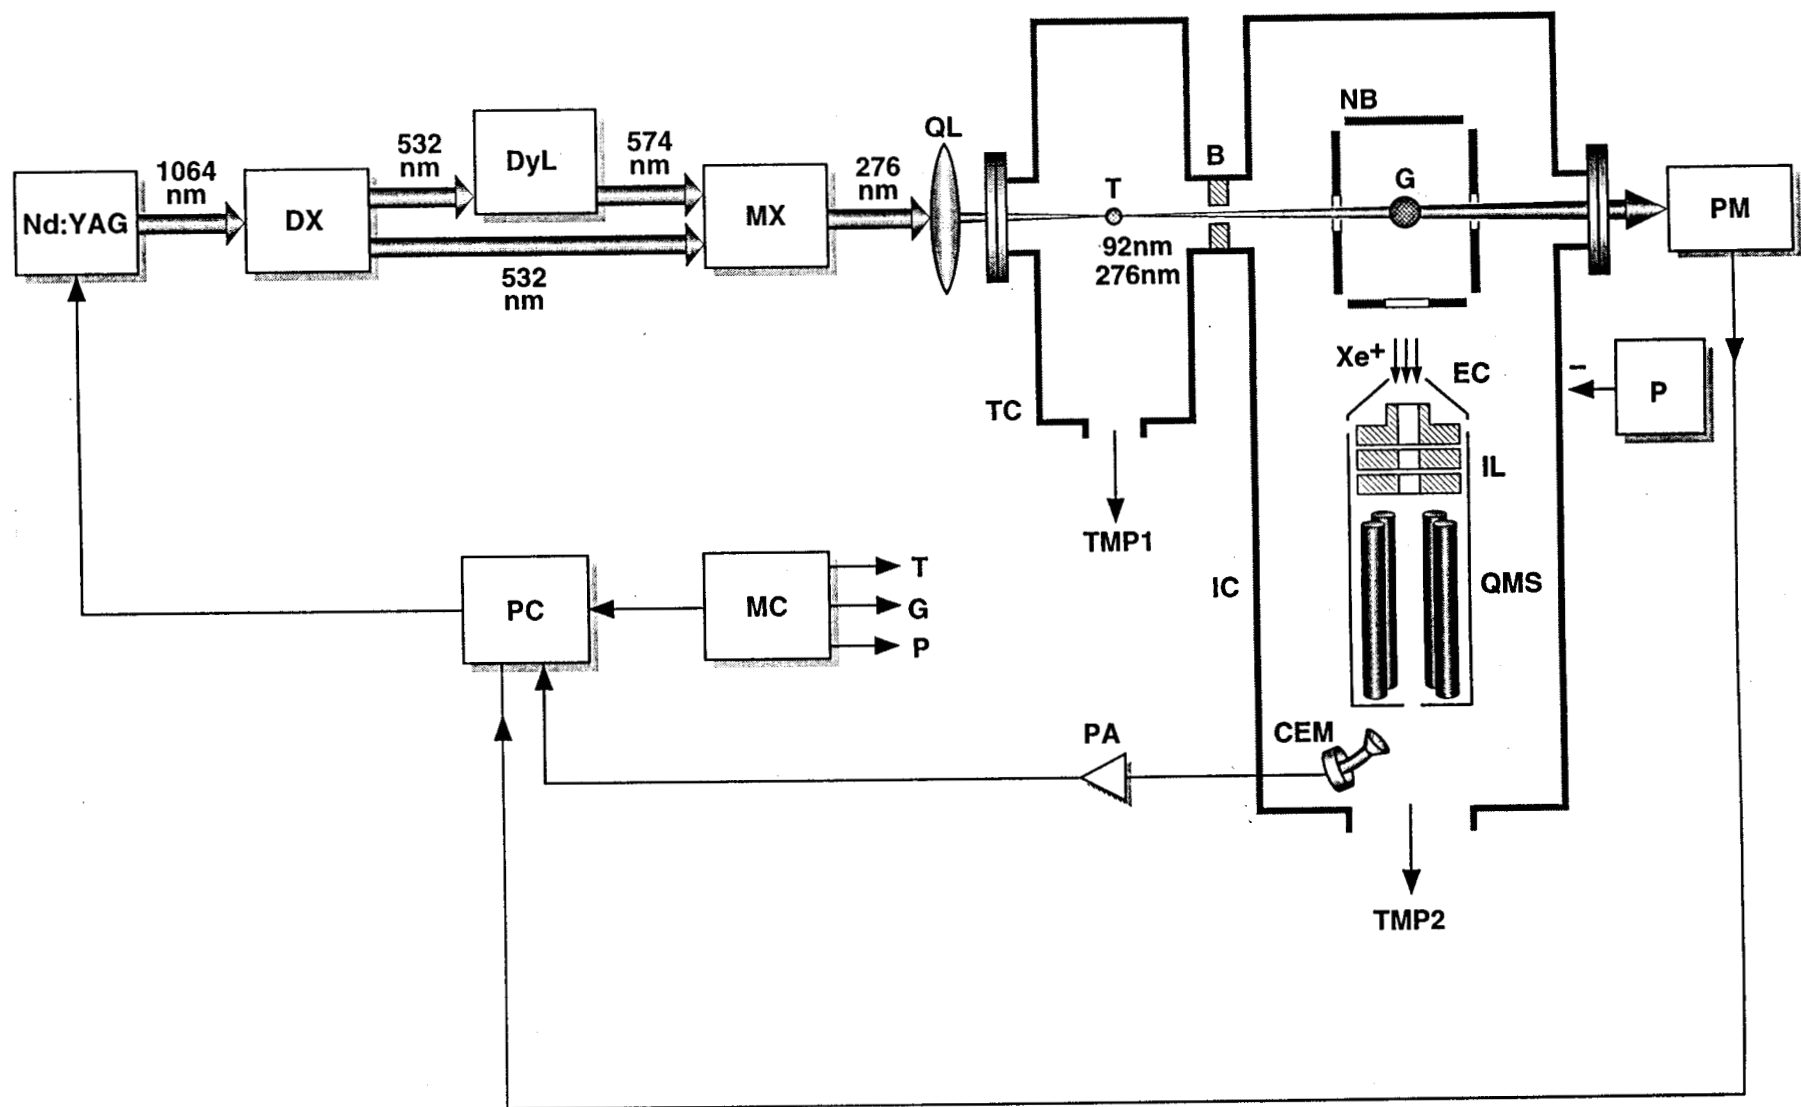 Nd:YAG
1064
nm
DX
532
nm
DyL
574
nm
532
nm
MX
276
nm
QL
T
92nm
276nm
B
NB
G
PM
Xe+
EC
P
–
TC
IL
TMP1
IC
QMS
PC
MC
T
G
P
PA
CEM
TMP2